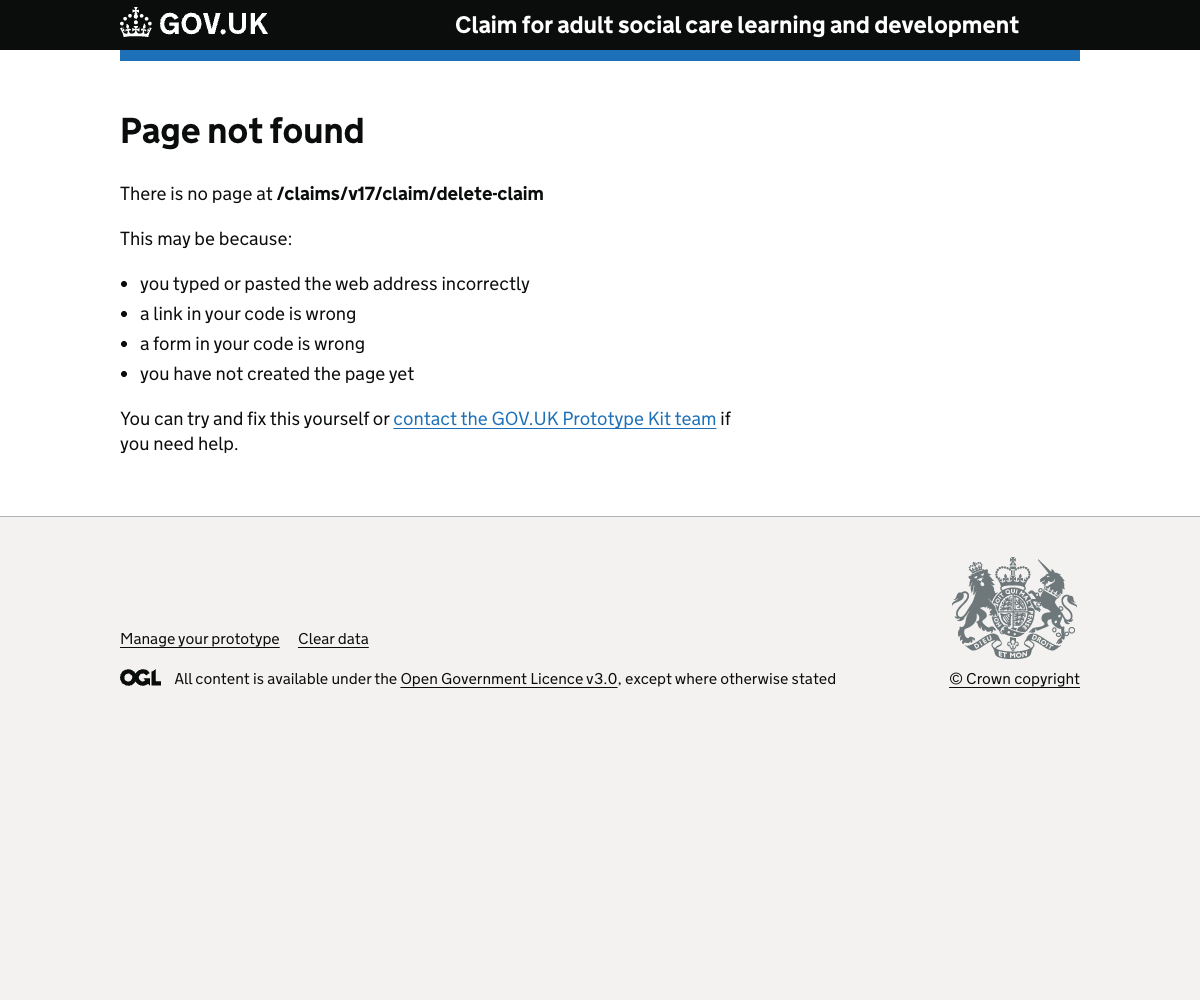 GOV.UK
Claim for adult social care learning and development
Page not found
There is no page at /claims/v17/claim/delete-claim
This may be because:
• you typed or pasted the web address incorrectly
• a link in your code is wrong
• a form in your code is wrong
• you have not created the page yet
You can try and fix this yourself or contact the GOV.UK Prototype Kit team if
you need help.
Manage your prototype Clear data
OGL All content is available under the Open Government Licence v3.0, except where otherwise stated
DIEU ET MON DROIT
© Crown copyright